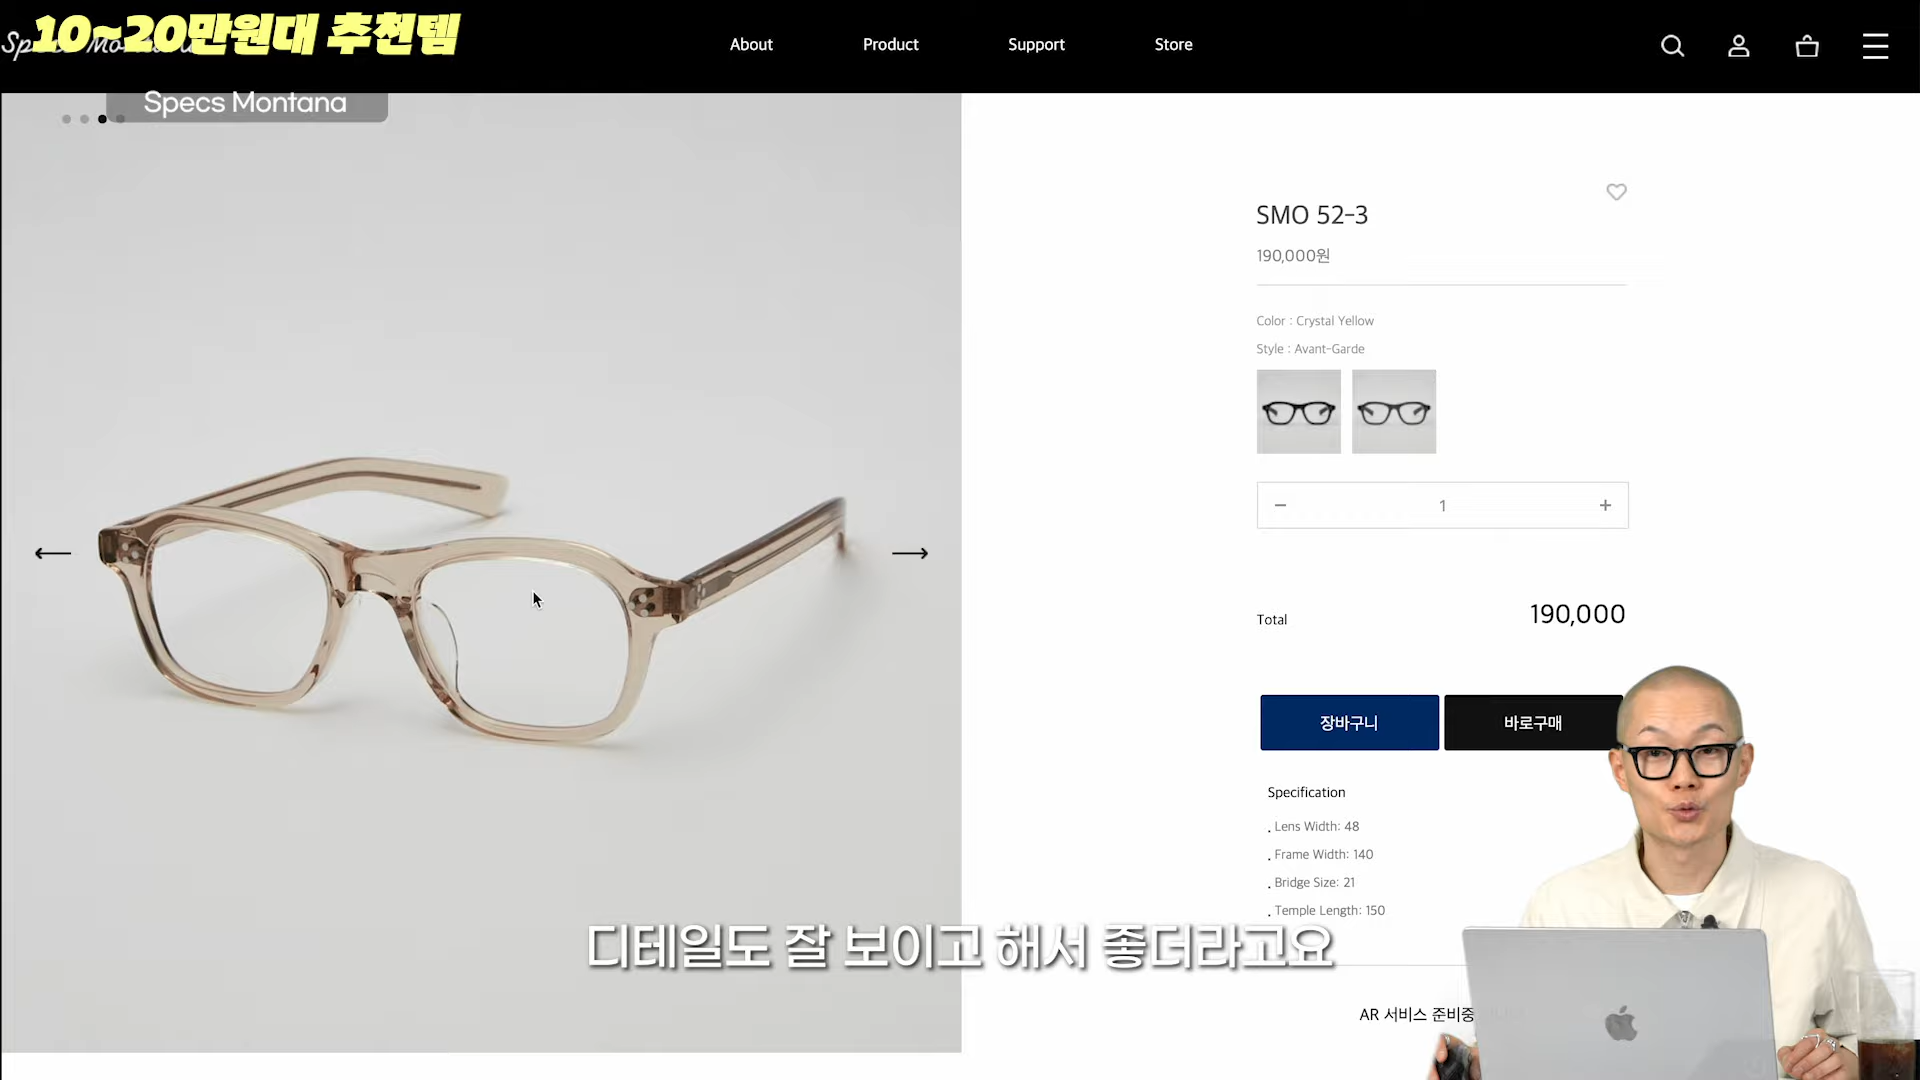 10~20만원대 추천템
About
Product
Support
Store
Specs Montana
SMO 52-3
190,000원
Color : Crystal Yellow
Style : Avant-Garde
1
Total
190,000
장바구니
바로구매
Specification
. Lens Width: 48
. Frame Width: 140
. Bridge Size: 21
. Temple Length: 150
디테일도 잘 보이고 해서 좋더라고요
AR 서비스 준비중